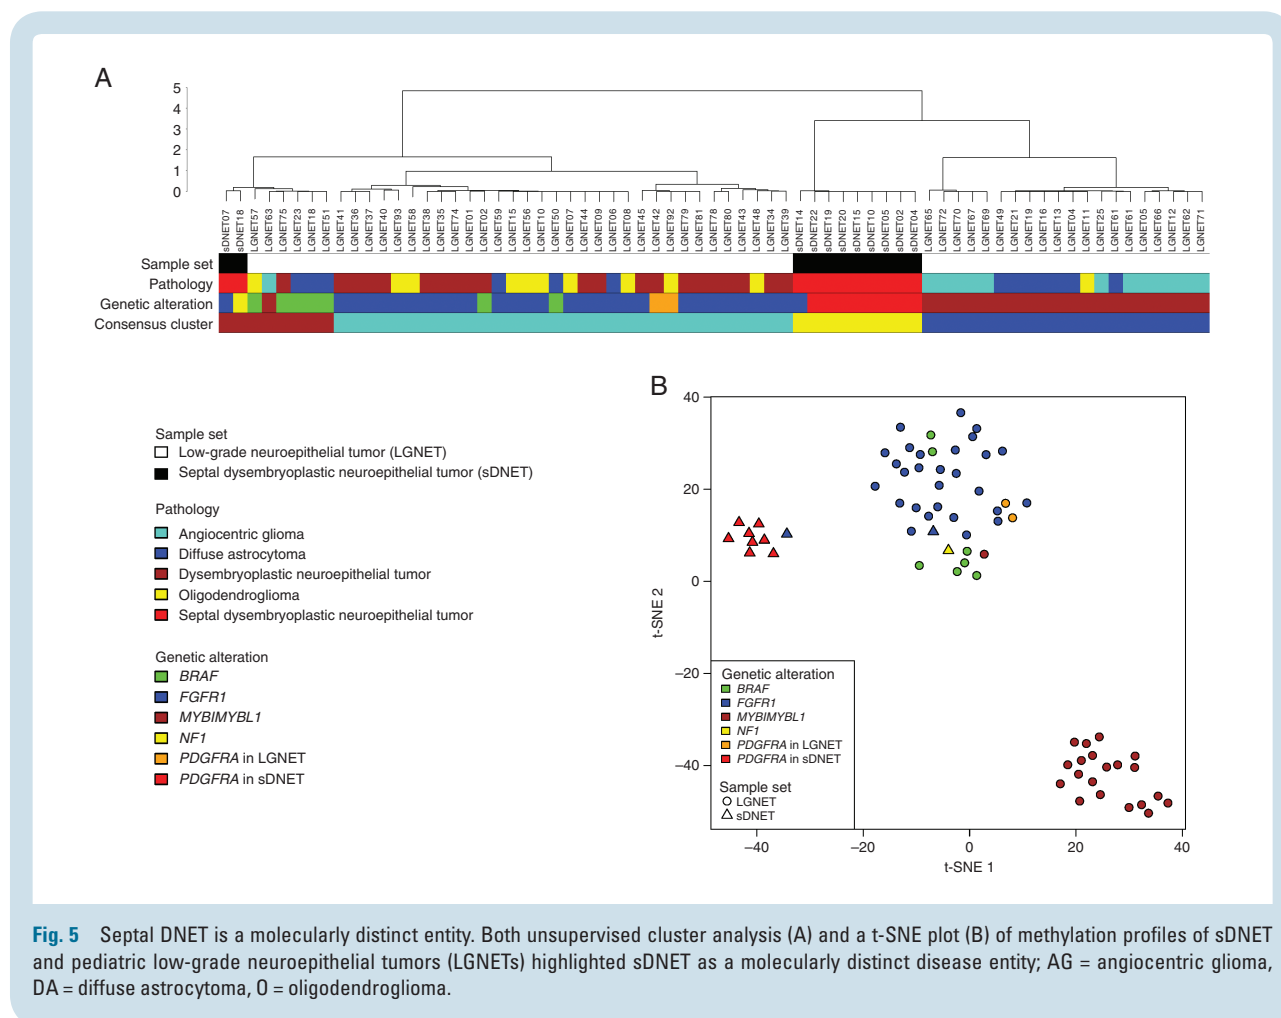 A
5
4
3
2
1
0
sDNET07
sDNET18
LGNET57
LGNET63
LGNET75
LGNET23
LGNET18
LGNET51
LGNET41
LGNET36
LGNET37
LGNET40
LGNET93
LGNET58
LGNET38
LGNET35
LGNET74
LGNET01
LGNET02
LGNET59
LGNET15
LGNET56
LGNET10
LGNET50
LGNET07
LGNET44
LGNET09
LGNET06
LGNET08
LGNET45
LGNET42
LGNET92
LGNET79
LGNET81
LGNET78
LGNET80
LGNET43
LGNET48
LGNET34
LGNET39
sDNET14
sDNET22
sDNET19
sDNET20
sDNET15
sDNET10
sDNET05
sDNET02
sDNET04
LGNET65
LGNET72
LGNET70
LGNET67
LGNET69
LGNET49
LGNET21
LGNET19
LGNET16
LGNET13
LGNET04
LGNET11
LGNET25
LGNET61
LGNET61
LGNET05
LGNET66
LGNET12
LGNET62
LGNET71
Sample set
Pathology
Genetic alteration
Consensus cluster
Sample set
Low-grade neuroepithelial tumor (LGNET)
Septal dysembryoplastic neuroepithelial tumor (sDNET)
Pathology
Angiocentric glioma
Diffuse astrocytoma
Dysembryoplastic neuroepithelial tumor
Oligodendroglioma
Septal dysembryoplastic neuroepithelial tumor
Genetic alteration
BRAF
FGFR1
MYBIMYBL1
NF1
PDGFRA in LGNET
PDGFRA in sDNET
B
40
20
0
−20
−40
t-SNE 2
Genetic alteration
BRAF
FGFR1
MYBIMYBL1
NF1
PDGFRA in LGNET
PDGFRA in sDNET
Sample set
LGNET
sDNET
−40
−20
0
20
40
t-SNE 1
Fig. 5 Septal DNET is a molecularly distinct entity. Both unsupervised cluster analysis (A) and a t-SNE plot (B) of methylation profiles of sDNET
and pediatric low-grade neuroepithelial tumors (LGNETs) highlighted sDNET as a molecularly distinct disease entity; AG = angiocentric glioma,
DA = diffuse astrocytoma, O = oligodendroglioma.